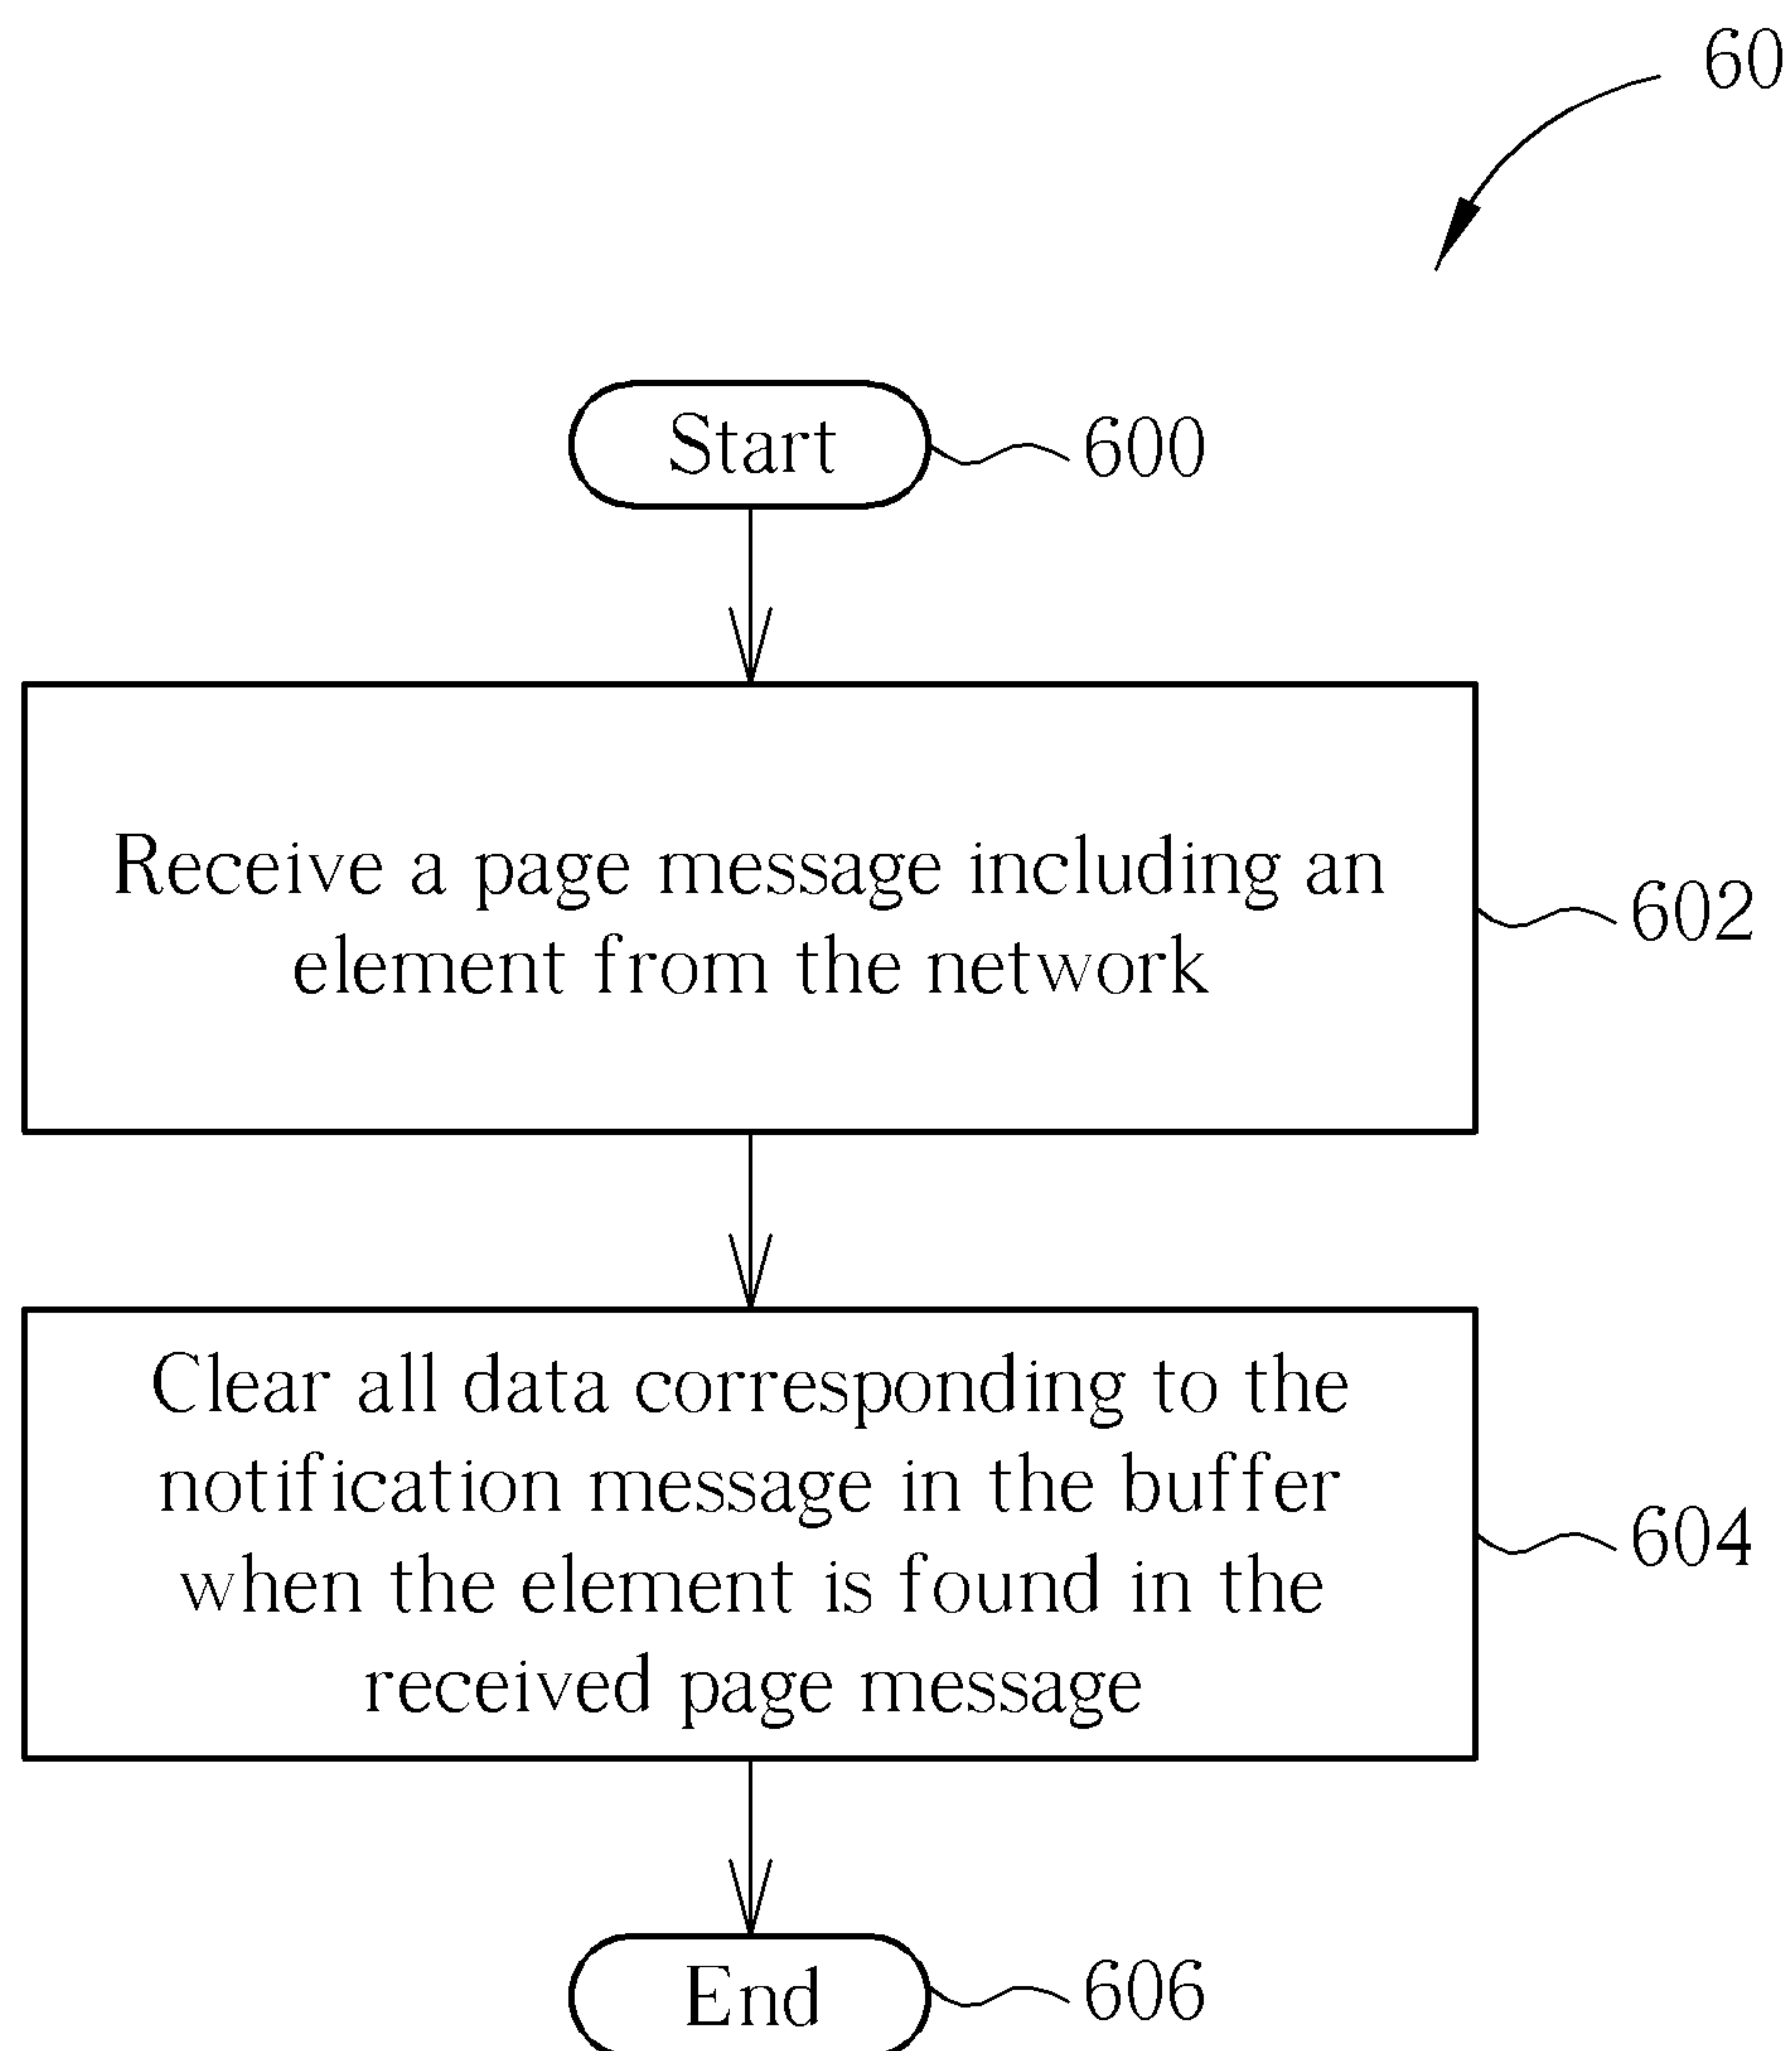 60
Start
600
Receive a page message including an
element from the network
602
Clear all data corresponding to the
notification message in the buffer
when the element is found in the
received page message
604
End
606